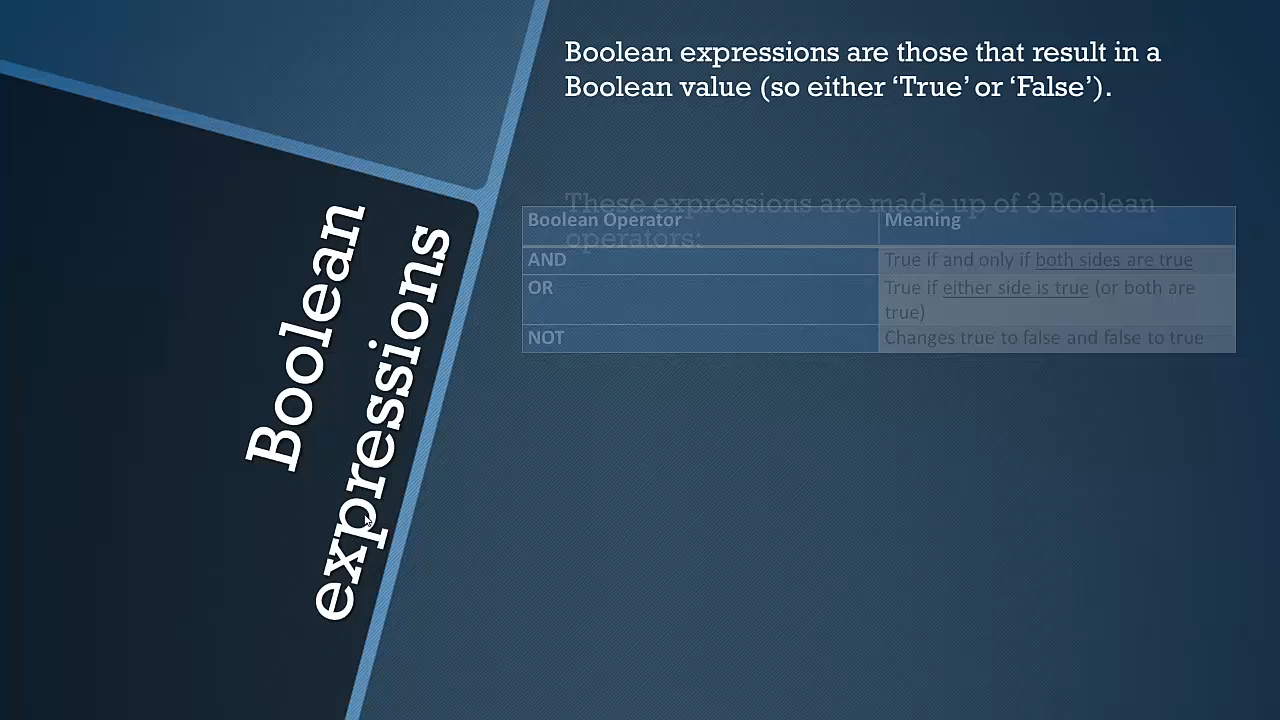 Boolean expressions are those that result in a
Boolean value (so either ‘True’ or ‘False’).
These expressions are made up of 3 Boolean
operators:
Boolean Operator Meaning
AND True if and only if both sides are true
OR True if either side is true (or both are
true)
NOT Changes true to false and false to true
Boolean
expressions